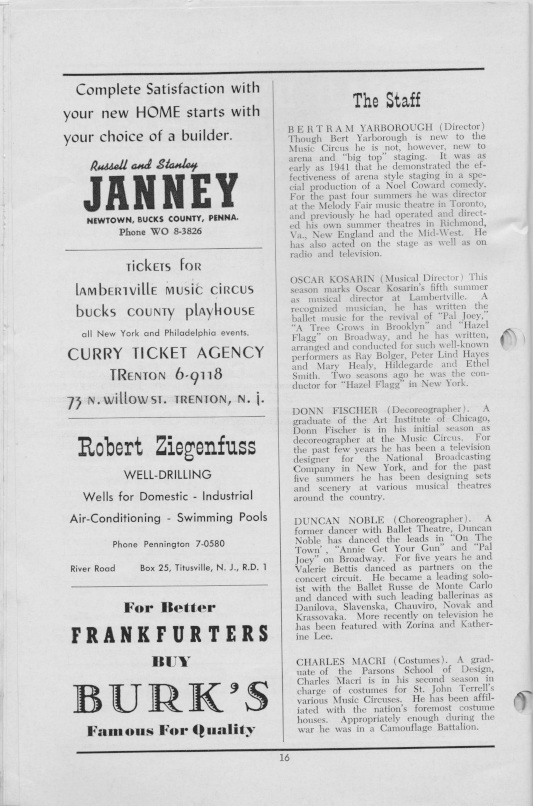 Complete Satisfaction with
your new HOME starts with
your choice of a builder.
Russell and Stanley
JANNEY
NEWTOWN, BUCKS COUNTY, PENNA.
Phone WO 8-3826
TICKETS FOR
LAMBERTVILLE MUSIC CIRCUS
BUCKS COUNTY PLAYHOUSE
all New York and Philadelphia events.
CURRY TICKET AGENCY
TRENTON 6-9118
73 N. WILLOW ST. TRENTON, N. J.
Robert Ziegenfuss
WELL-DRILLING
Wells for Domestic - Industrial
Air-Conditioning - Swimming Pools
Phone Pennington 7-0580
River Road Box 25, Titusville, N. J., R.D. 1
For Better
FRANKFURTERS
BUY
BURK'S
Famous For Quality
The Staff
BERTRAM YARBOROUGH (Director)
Though Bert Yarborough is new to the
Music Circus he is not, however, new to
arena and "big top" staging. It was as
early as 1941 that he demonstrated the ef-
fectiveness of arena style staging in a spe-
cial production of a Noel Coward comedy.
For the past four summers he was director
at the Melody Fair music theatre in Toronto,
and previously he had operated and direct-
ed his own summer theatres in Richmond,
Va., New England and the Mid-West. He
has also acted on the stage as well as on
radio and television.
OSCAR KOSARIN (Musical Director) This
season marks Oscar Kosarin's fifth summer
as musical director at Lambertville. A
recognized musician, he has written the
ballet music for the revival of "Pal Joey,"
"A Tree Grows in Brooklyn" and "Hazel
Flagg" on Broadway, and he has written,
arranged and conducted for such well-known
performers as Ray Bolger, Peter Lind Hayes
and Mary Healy, Hildegarde and Ethel
Smith. Two seasons ago he was the con-
ductor for "Hazel Flagg" in New York.
DONN FISCHER (Decoreographer). A
graduate of the Art Institute of Chicago,
Donn Fischer is in his initial season as
decoreographer at the Music Circus. For
the past few years he has been a television
designer for the National Broadcasting
Company in New York, and for the past
five summers he has been designing sets
and scenery at various musical theatres
around the country.
DUNCAN NOBLE (Choreographer). A
former dancer with Ballet Theatre, Duncan
Noble has danced the leads in "On The
Town", "Annie Get Your Gun" and "Pal
Joey" on Broadway. For five years he and
Valerie Bettis danced as partners on the
concert circuit. He became a leading solo-
ist with the Ballet Russe de Monte Carlo
and danced with such leading ballerinas as
Danilova, Slavenska, Chauviro, Novak and
Krassovaka. More recently on television he
has been featured with Zorina and Kather-
ine Lee.
CHARLES MACRI (Costumes). A grad-
uate of the Parsons School of Design,
Charles Macri is in his second season in
charge of costumes for St. John Terrell's
various Music Circuses. He has been affil-
iated with the nation's foremost costume
houses. Appropriately enough during the
war he was in a Camouflage Battalion.
16